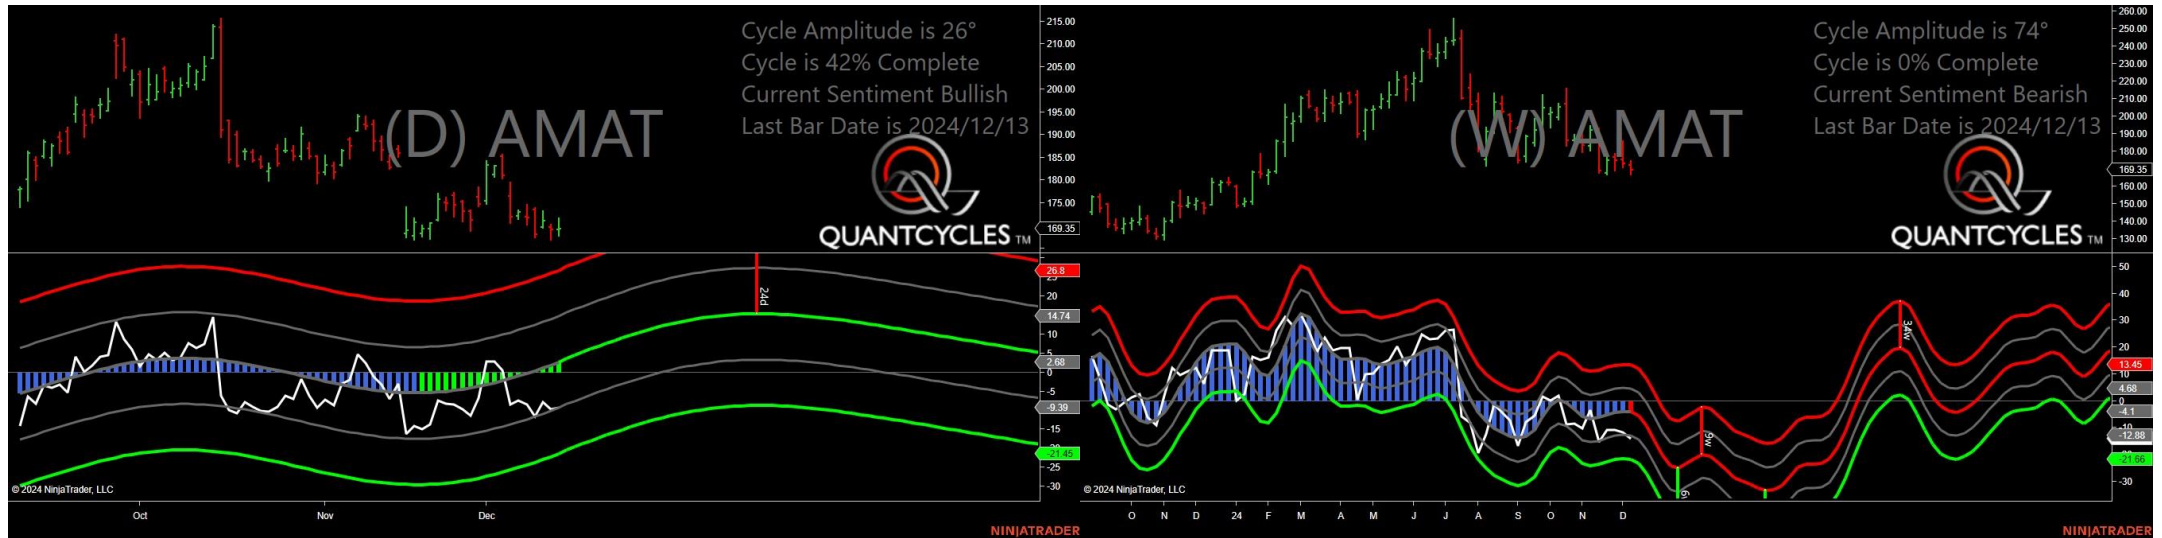 Cycle Amplitude is 26°
Cycle is 42% Complete
Current Sentiment Bullish
Last Bar Date is 2024/12/13
(D) AMAT
QUANTCYCLES TM
215.00
210.00
205.00
200.00
195.00
190.00
185.00
180.00
175.00
169.35
24d
26.8
20
14.74
10
5
2.68
0
-5
-9.39
-15
-21.45
-25
-30
© 2024 NinjaTrader, LLC
Oct Nov Dec
NINJATRADER
Cycle Amplitude is 74°
Cycle is 0% Complete
Current Sentiment Bearish
Last Bar Date is 2024/12/13
(W) AMAT
QUANTCYCLES TM
260.00
250.00
240.00
230.00
220.00
210.00
200.00
190.00
180.00
169.35
160.00
150.00
140.00
130.00
34w
9w
50
40
30
20
13.45
10
4.68
0
-4.1
-12.88
-21.66
-30
© 2024 NinjaTrader, LLC
O N D 24 F M A M J J A S O N D
NINJATRADER